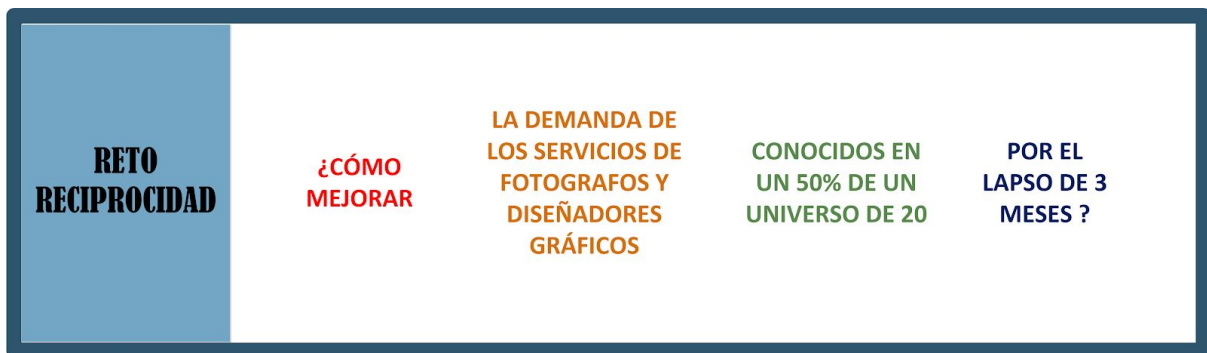 RETO
RECIPROCIDAD
¿CÓMO
MEJORAR
LA DEMANDA DE
LOS SERVICIOS DE
FOTOGRAFOS Y
DISEÑADORES
GRÁFICOS
CONOCIDOS EN
UN 50% DE UN
UNIVERSO DE 20
POR EL
LAPSO DE 3
MESES ?